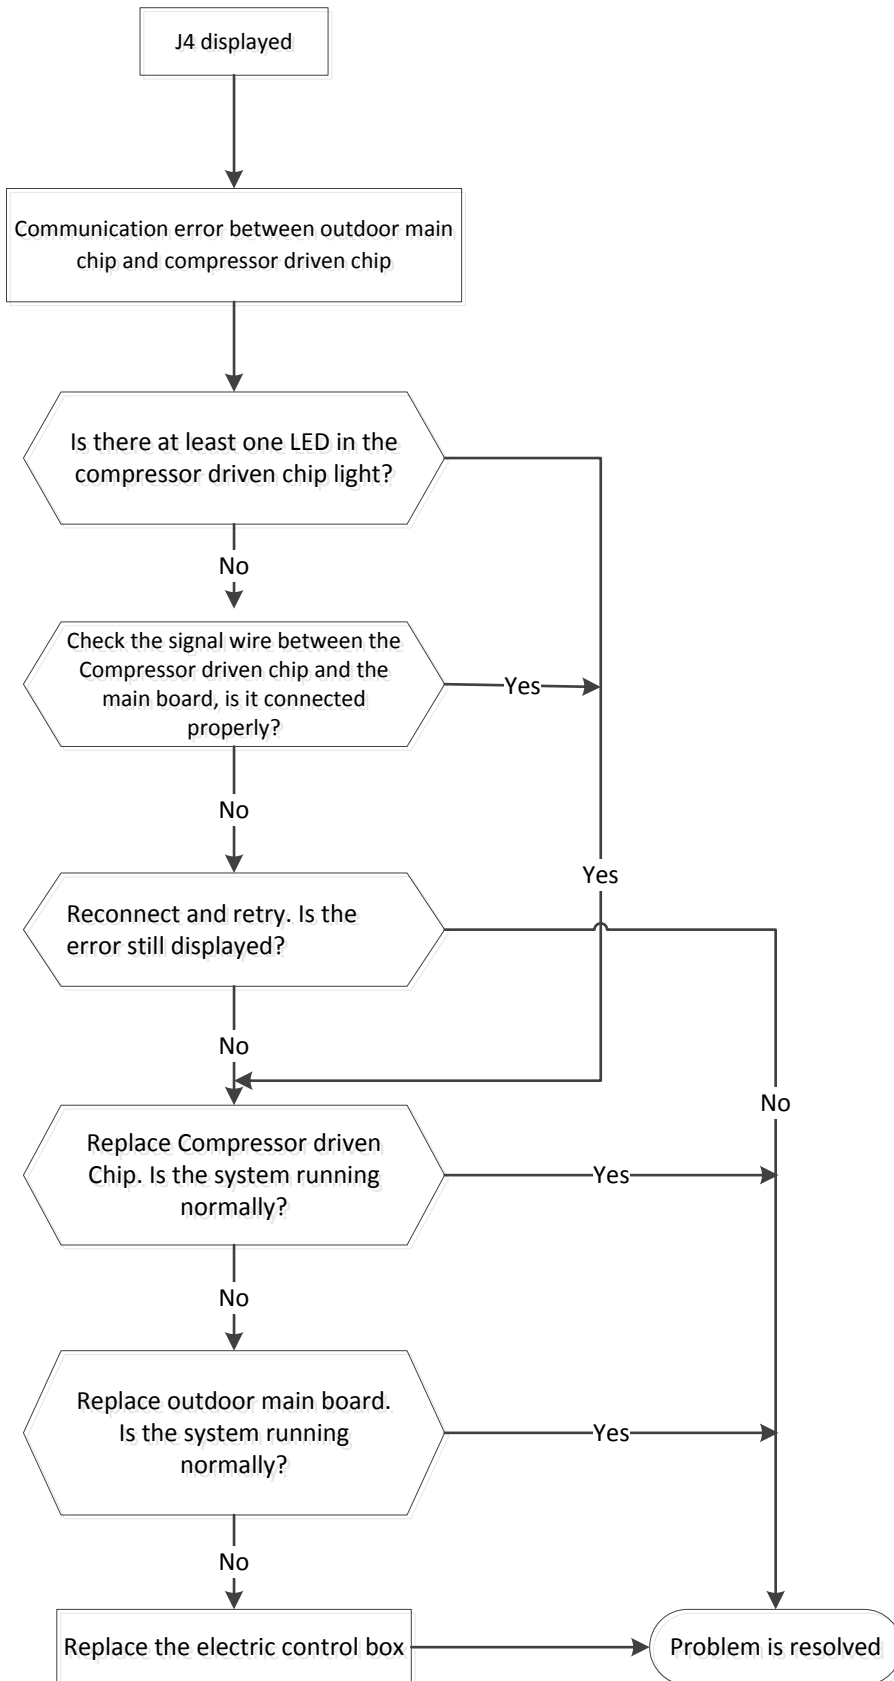 J4 displayed
Communication error between outdoor main
chip and compressor driven chip
Is there at least one LED in the
compressor driven chip light?
No
Check the signal wire between the
Compressor driven chip and the
main board, is it connected
properly?
Yes
No
Yes
Reconnect and retry. Is the
error still displayed?
No
No
Replace Compressor driven
Chip. Is the system running
normally?
Yes
No
Replace outdoor main board.
Is the system running
normally?
Yes
No
Replace the electric control box
Problem is resolved